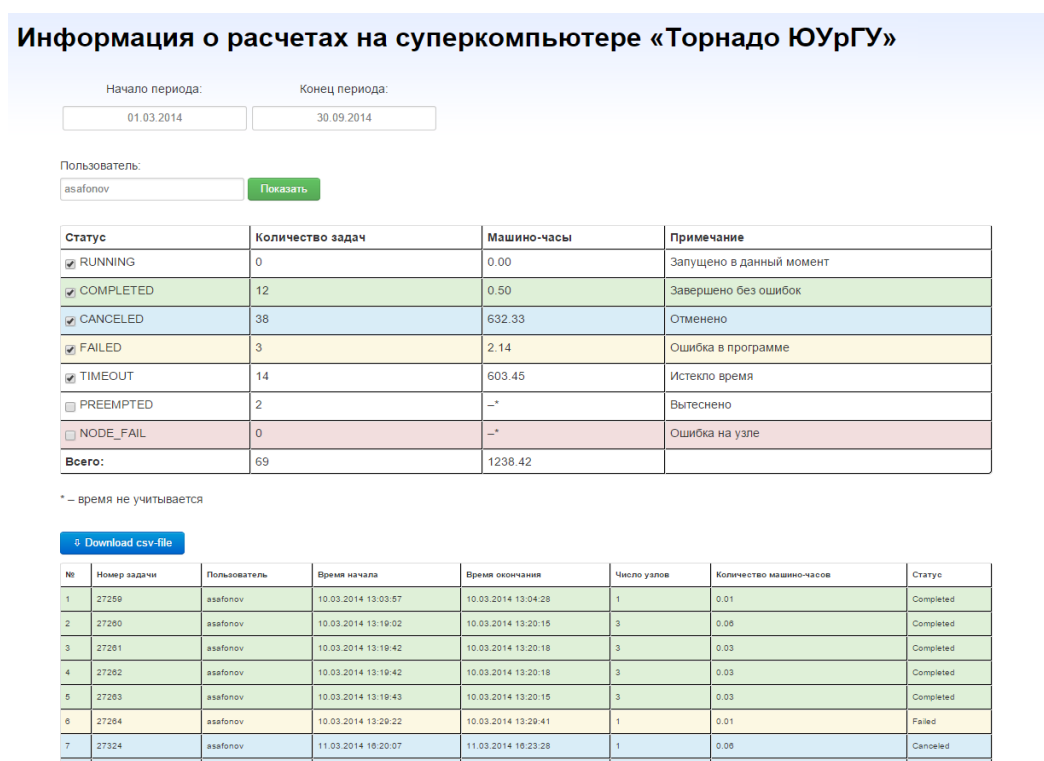 Информация о расчетах на суперкомпьютере «Торнадо ЮУрГУ»
Начало периода: Конец периода:
01.03.2014 30.09.2014
Пользователь:
asafonov Показать
Статус Количество задач Машино-часы Примечание
RUNNING 0 0.00 Запущено в данный момент
COMPLETED 12 0.50 Завершено без ошибок
CANCELED 38 632.33 Отменено
FAILED 3 2.14 Ошибка в программе
TIMEOUT 14 603.45 Истекло время
PREEMPTED 2 –* Вытеснено
NODE_FAIL 0 –* Ошибка на узле
Всего: 69 1238.42
* – время не учитывается
Download csv-file
№ Номер задачи Пользователь Время начала Время окончания Число узлов Количество машино-часов Статус
1 27259 asafonov 10.03.2014 13:03:57 10.03.2014 13:04:28 1 0.01 Completed
2 27260 asafonov 10.03.2014 13:19:02 10.03.2014 13:20:15 3 0.06 Completed
3 27261 asafonov 10.03.2014 13:19:42 10.03.2014 13:20:18 3 0.03 Completed
4 27262 asafonov 10.03.2014 13:19:42 10.03.2014 13:20:18 3 0.03 Completed
5 27263 asafonov 10.03.2014 13:19:43 10.03.2014 13:20:15 3 0.03 Completed
6 27264 asafonov 10.03.2014 13:29:22 10.03.2014 13:29:41 1 0.01 Failed
7 27324 asafonov 11.03.2014 16:20:07 11.03.2014 16:23:28 1 0.06 Canceled